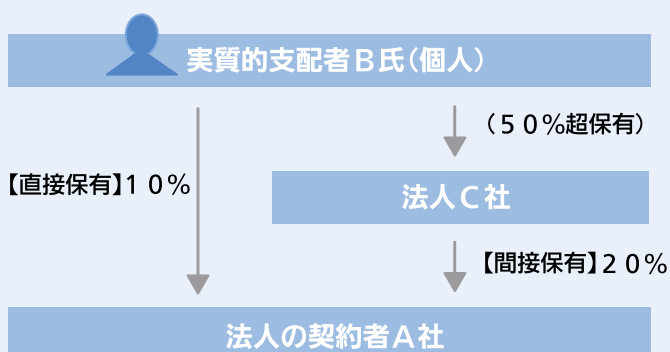 実質的支配者B氏（個人）
（５０％超保有）
【直接保有】１０％
法人C社
【間接保有】２０％
法人の契約者A社